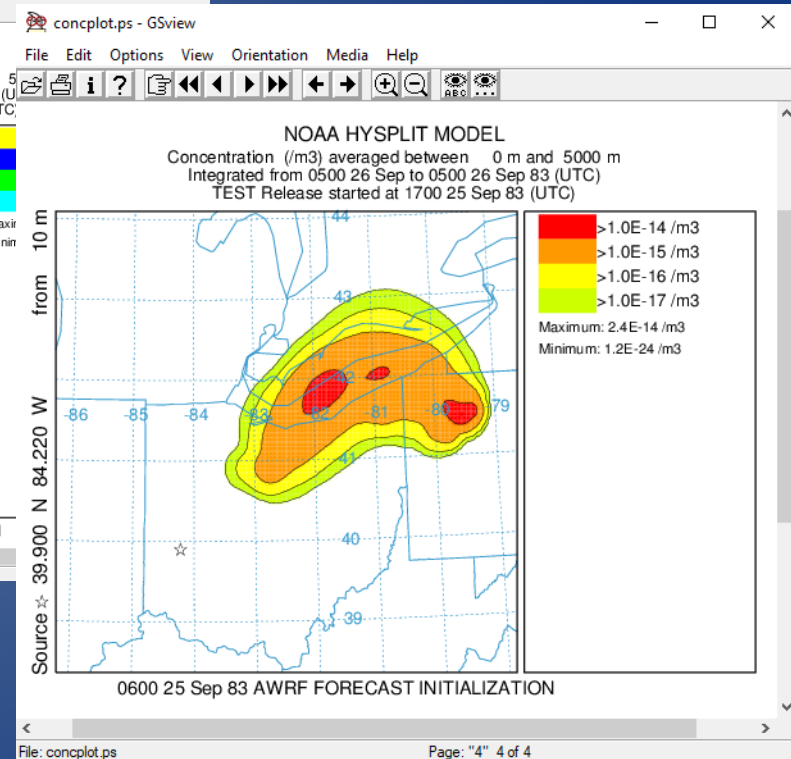 concplot.ps - GSview
File Edit Options View Orientation Media Help
NOAA HYSPLIT MODEL
Concentration (/m3) averaged between 0 m and 5000 m
Integrated from 0500 26 Sep to 0500 26 Sep 83 (UTC)
TEST Release started at 1700 25 Sep 83 (UTC)
Source ☆ 39.900 N 84.220 W from 10 m
44
43
42
-86 -85 -84 -83 -82 81 -80 79
41
40
39
>1.0E-14 /m3
>1.0E-15 /m3
>1.0E-16 /m3
>1.0E-17 /m3
Maximum: 2.4E-14 /m3
Minimum: 1.2E-24 /m3
0600 25 Sep 83 AWRF FORECAST INITIALIZATION
File: concplot.ps Page: "4" 4 of 4